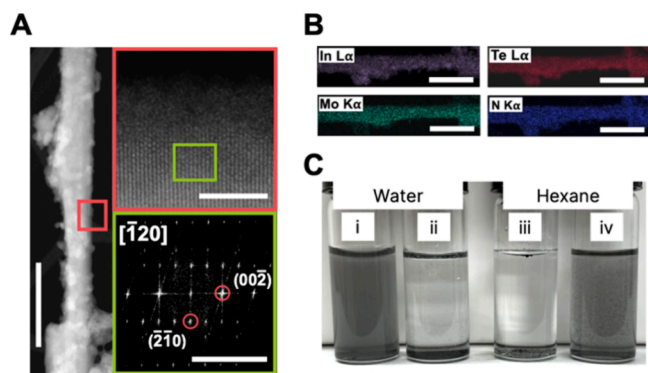 A
[1̄20]
(002̄)
(2̄1̄0)
B
In Lα
Te Lα
Mo Kα
N Kα
C
Water
Hexane
i
ii
iii
iv